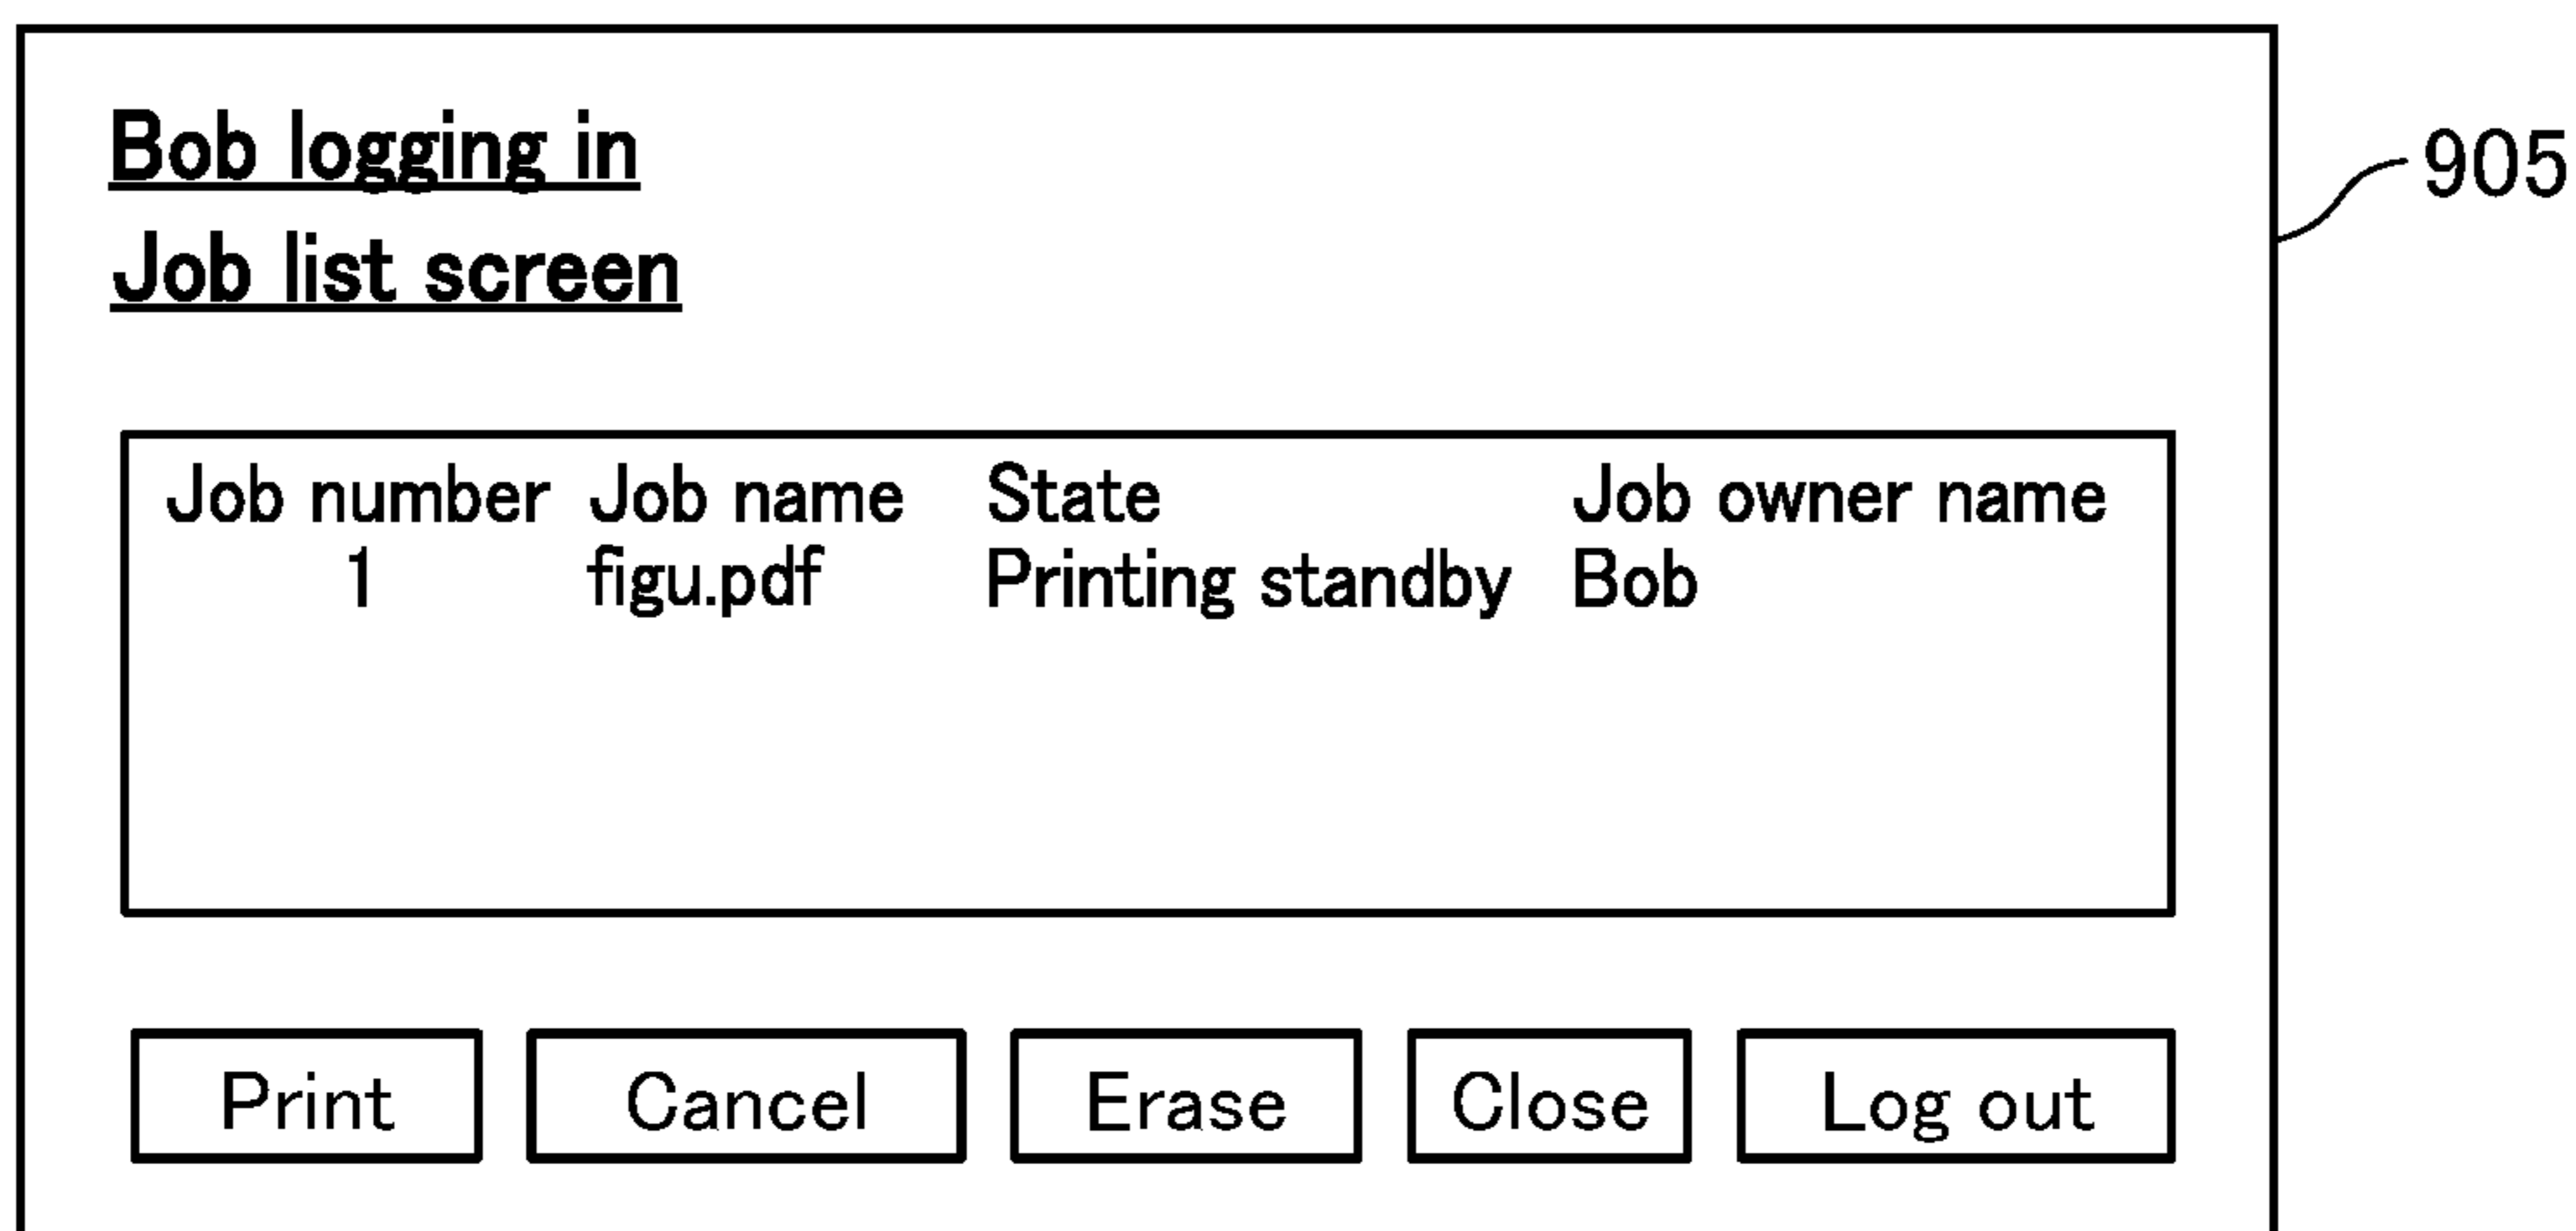 Bob logging in
905
Job list screen
Job number Job name State Job owner name
1 figu.pdf Printing standby Bob
Print Cancel Erase Close Log out